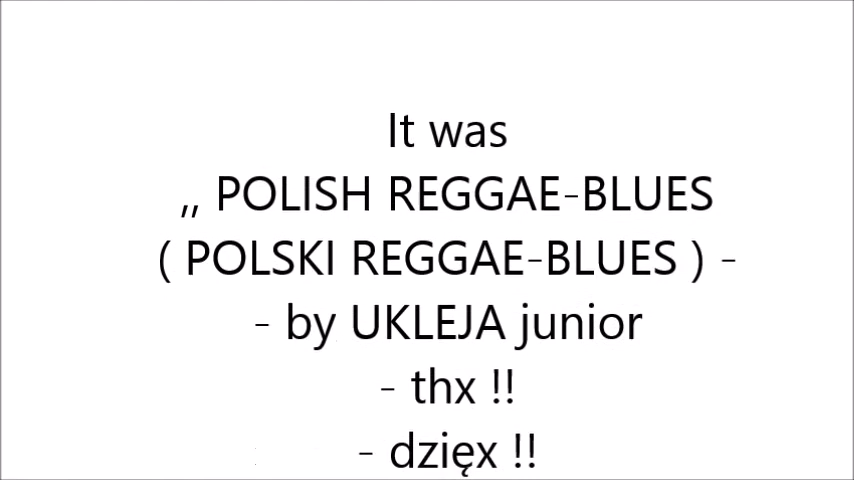 It was
,, POLISH REGGAE-BLUES
( POLSKI REGGAE-BLUES ) -
- by UKLEJA junior
- thx !!
- dzięx !!